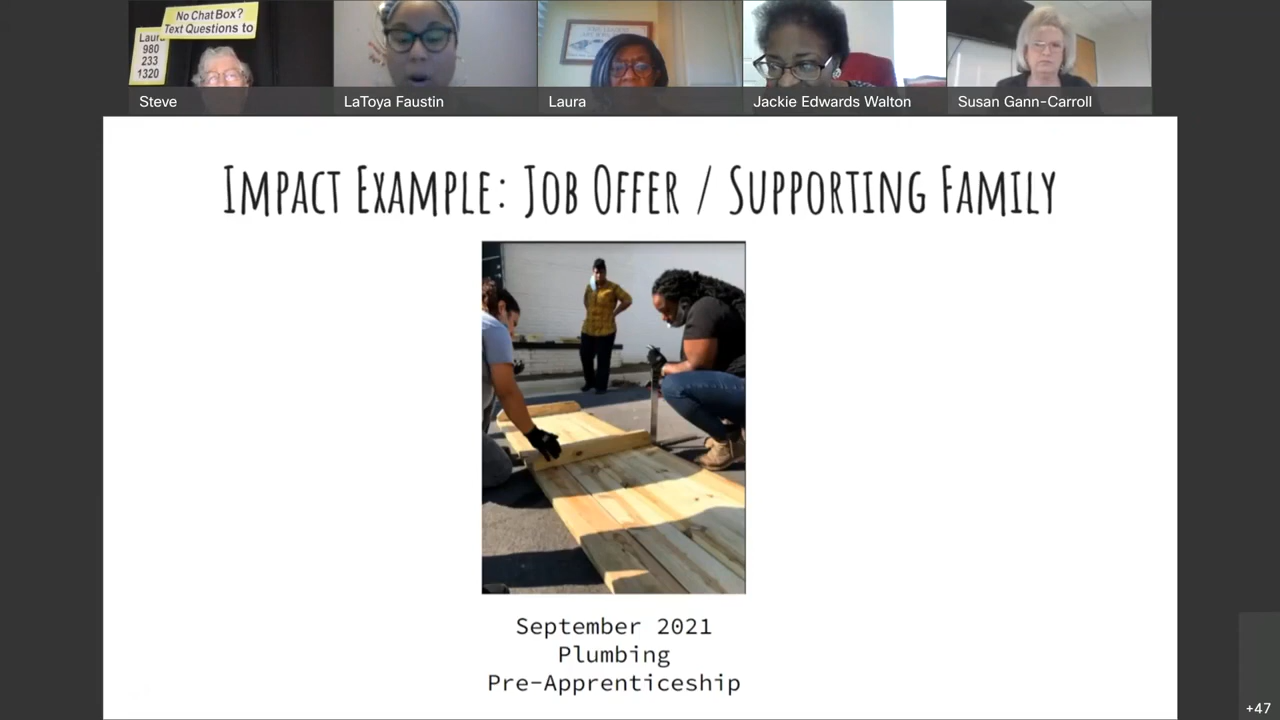 No Chat Box?
Text Questions to
Laura
980
233
1320
Steve
LaToya Faustin
Laura
Jackie Edwards Walton
Susan Gann-Carroll
IMPACT EXAMPLE: JOB OFFER / SUPPORTING FAMILY
September 2021
Plumbing
Pre-Apprenticeship
+47